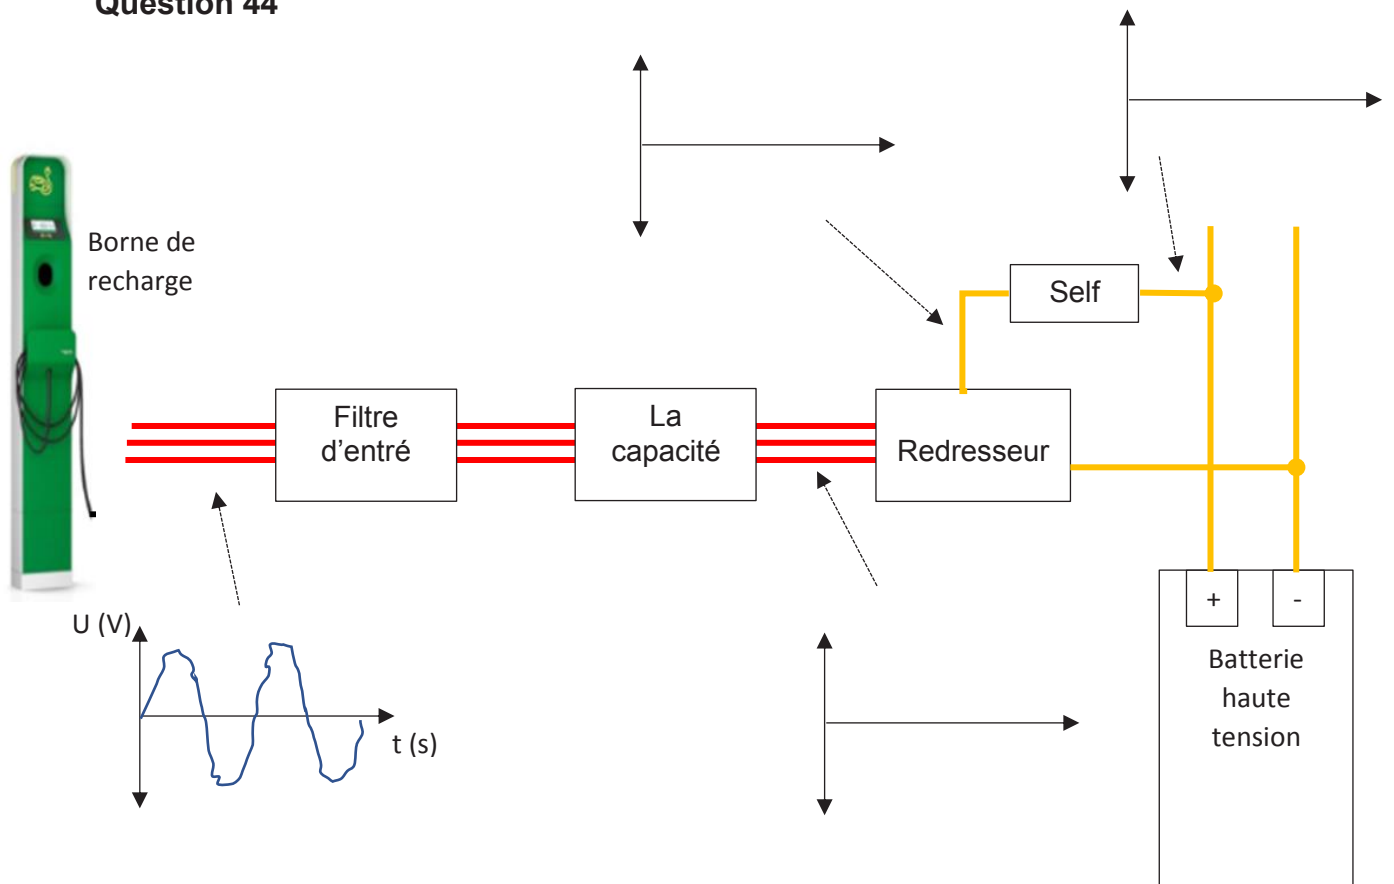 Question 44
Borne de
recharge
Self
Filtre
d'entré
La
capacité
Redresseur
U (V)
t (s)
+
-
Batterie
haute
tension